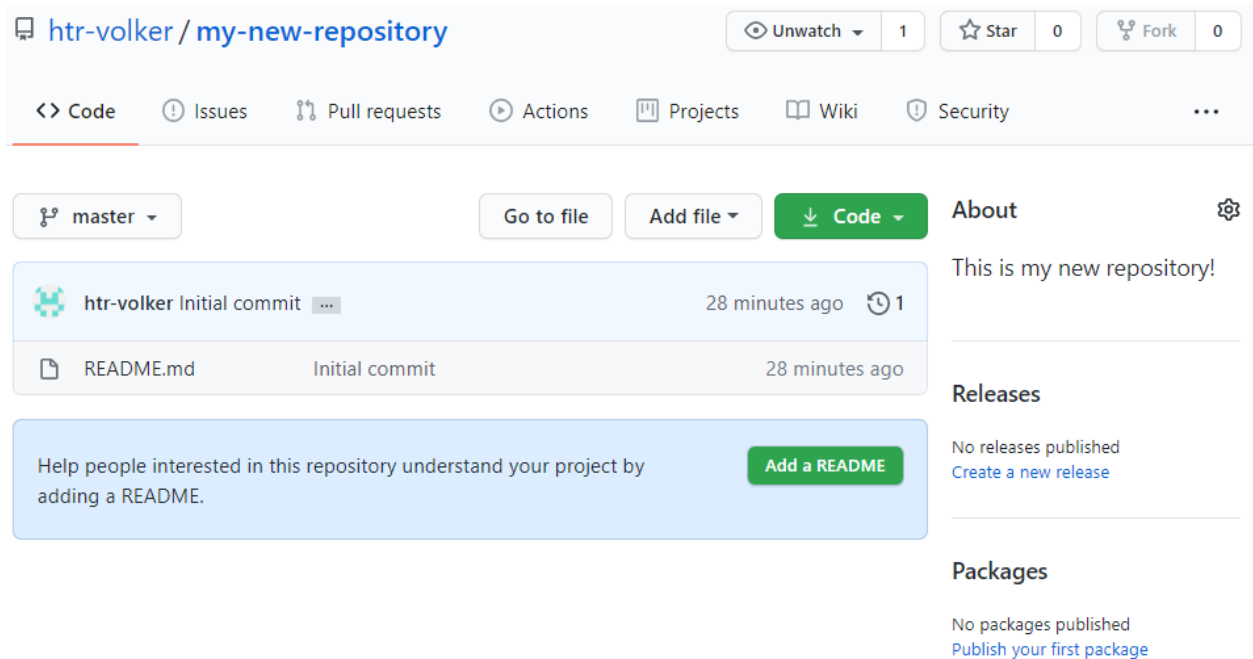 htr-volker / my-new-repository
Unwatch 1 Star 0 Fork 0
<> Code Issues Pull requests Actions Projects Wiki Security ...
master Go to file Add file Code
htr-volker Initial commit ... 28 minutes ago 1
README.md Initial commit 28 minutes ago
Help people interested in this repository understand your project by
adding a README.
Add a README
About
This is my new repository!
Releases
No releases published
Create a new release
Packages
No packages published
Publish your first package